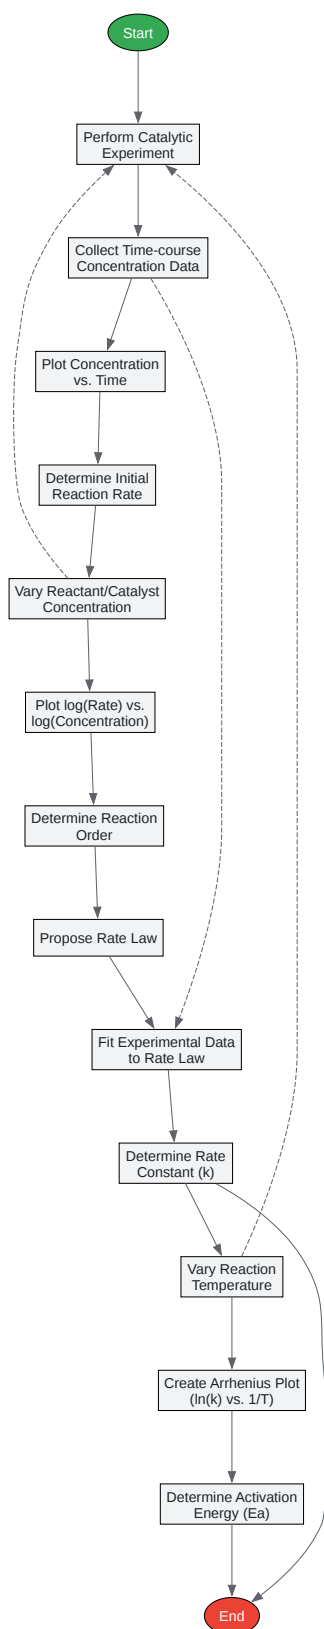 Start
Perform Catalytic
Experiment
Collect Time-course
Concentration Data
Plot Concentration
vs. Time
Determine Initial
Reaction Rate
Vary Reactant/Catalyst
Concentration
Plot log(Rate) vs.
log(Concentration)
Determine Reaction
Order
Propose Rate Law
Fit Experimental Data
to Rate Law
Determine Rate
Constant (k)
Vary Reaction
Temperature
Create Arrhenius Plot
(ln(k) vs. 1/T)
Determine Activation
Energy (Ea)
End